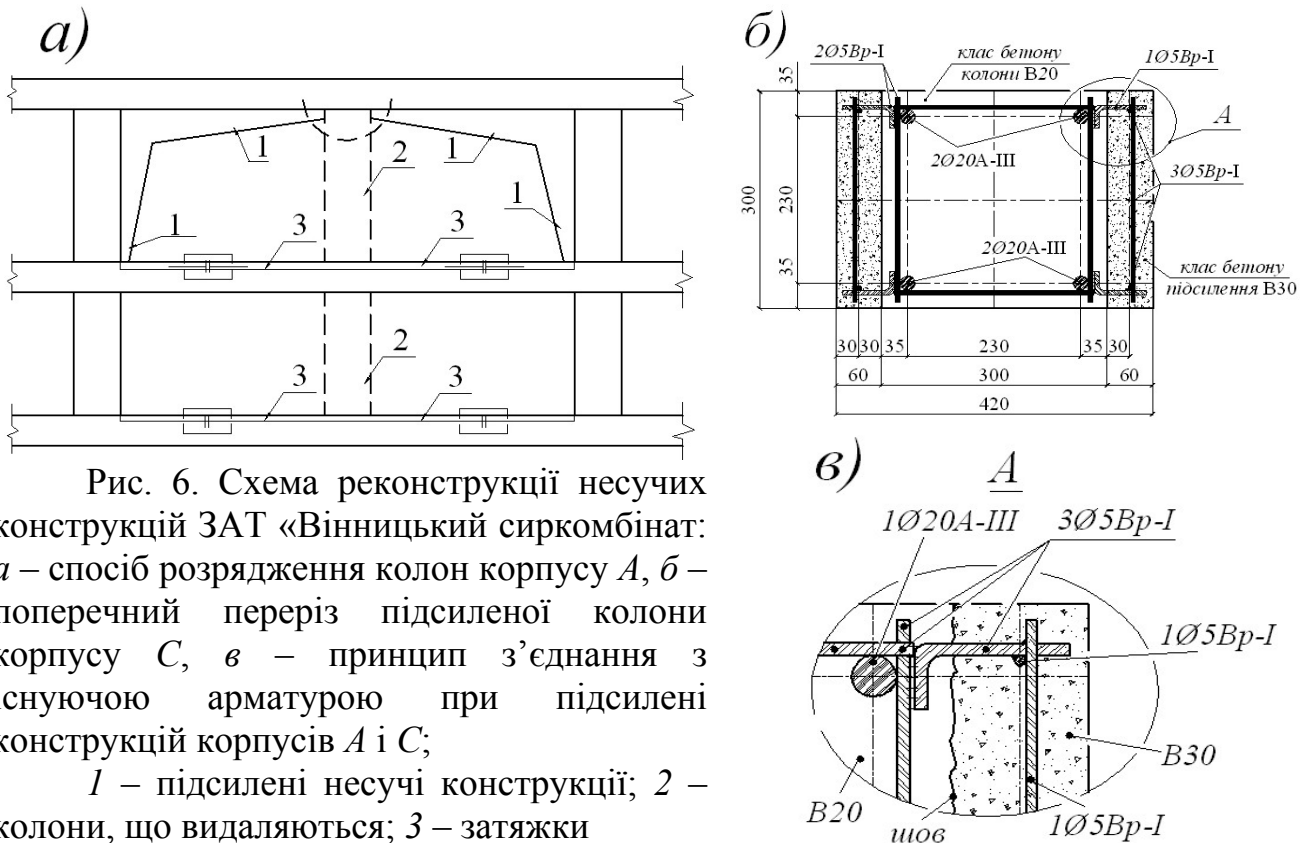 а)
1
1
2
1
1
3
3
2
3
3
Рис. 6. Схема реконструкції несучих
конструкцій ЗАТ «Вінницький сиркомбінат:
а – спосіб розрядження колон корпусу А, б –
поперечний переріз підсиленої колони
корпусу С, в – принцип з’єднання з
існуючою арматурою при підсилені
конструкцій корпусів А і С;
1 – підсилені несучі конструкції; 2 –
колони, що видаляються; 3 – затяжки
б)
2Ø5Вр-I
клас бетону
колони В20
1Ø5Вр-I
А
35
2Ø20А-III
3Ø5Вр-I
300
230
2Ø20А-III
35
клас бетону
підсилення В30
30 30 35 230 35 30
60 300 60
420
в)
А
1Ø20А-III 3Ø5Вр-I
1Ø5Вр-I
В30
В20
шов
1Ø5Вр-I